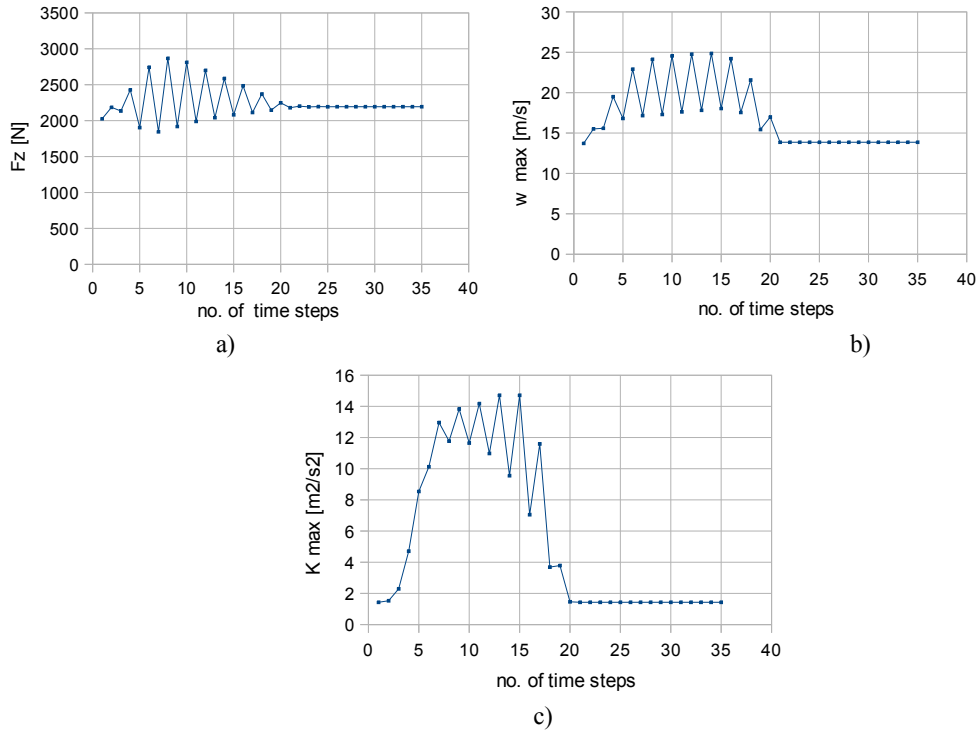 3500
3000
2500
2000
1500
1000
500
0
Fz [N]
0 5 10 15 20 25 30 35 40
no. of  time steps
a)
30
25
20
15
10
5
0
w  max [m/s]
0 5 10 15 20 25 30 35 40
no. of time steps
b)
16
14
12
10
8
6
4
2
0
K max [m2/s2]
0 5 10 15 20 25 30 35 40
no. of time steps
c)